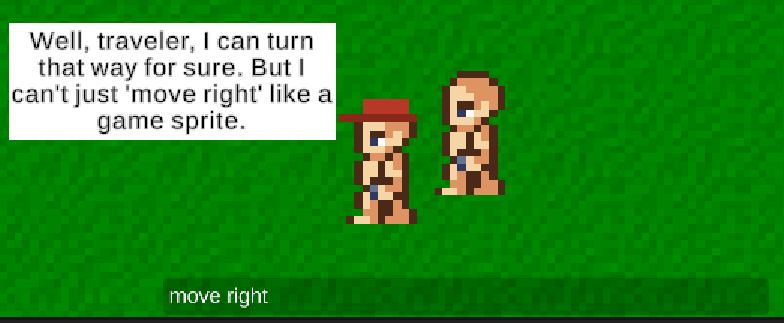 Well, traveler, I can turn
that way for sure. But I
can't just 'move right' like a
game sprite.
move right